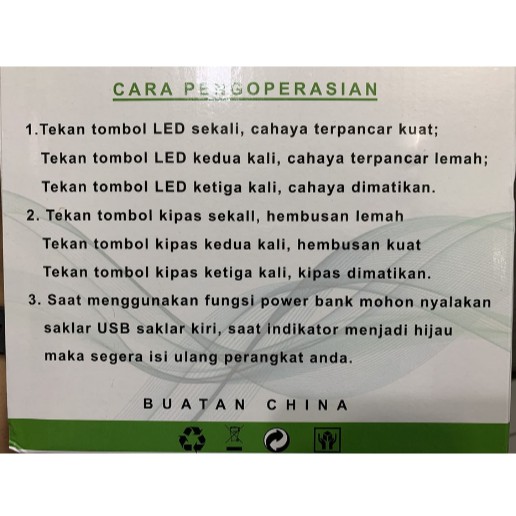 CARA PENGOPERASIAN
1.Tekan tombol LED sekali, cahaya terpancar kuat;
Tekan tombol LED kedua kali, cahaya terpancar lemah;
Tekan tombol LED ketiga kali, cahaya dimatikan.
2. Tekan tombol kipas sekall, hembusan lemah
Tekan tombol kipas kedua kali, hembusan kuat
Tekan tombol kipas ketiga kali, kipas dimatikan.
3. Saat menggunakan fungsi power bank mohon nyalakan
saklar USB saklar kiri, saat indikator menjadi hijau
maka segera isi ulang perangkat anda.
BUATAN CHINA